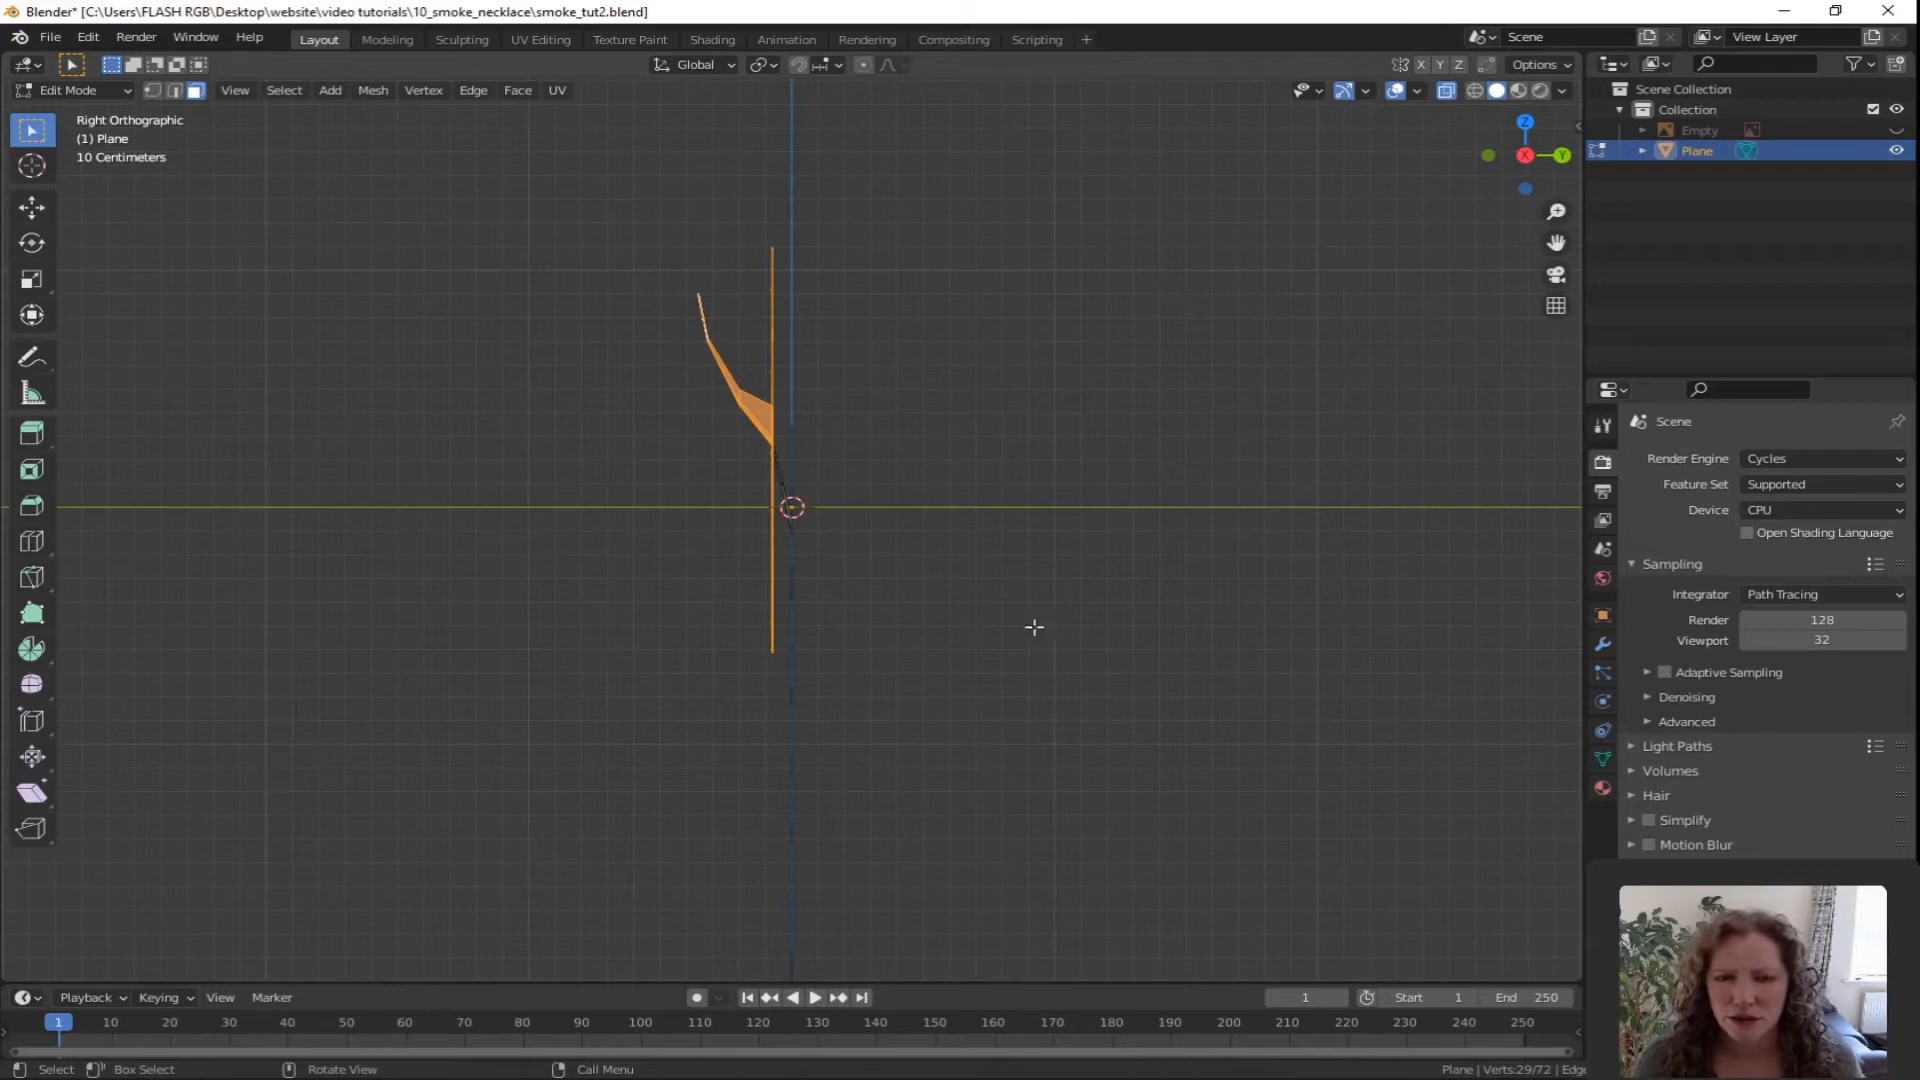 Blender* [C:\Users\FLASH RGB\Desktop\website\video tutorials\10_smoke_necklace\smoke_tut2.blend]
File Edit Render Window Help Layout Modeling Sculpting UV Editing Texture Paint Shading Animation Rendering Compositing Scripting + Scene View Layer
Global X Y Z Options
Edit Mode View Select Add Mesh Vertex Edge Face UV
Right Orthographic
(1) Plane
10 Centimeters
Z
X Y
Scene Collection
Collection
Empty
Plane
Scene
Render Engine Cycles
Feature Set Supported
Device CPU
Open Shading Language
Sampling
Integrator Path Tracing
Render 128
Viewport 32
Adaptive Sampling
Denoising
Advanced
Light Paths
Volumes
Hair
Simplify
Motion Blur
Playback Keying View Marker 1 Start 1 End 250
1 10 20 30 40 50 60 70 80 90 100 110 120 130 140 150 160 170 180 190 200 210 220 230 240 250
Select Box Select Rotate View Call Menu Plane | Verts:29/72 | Edge